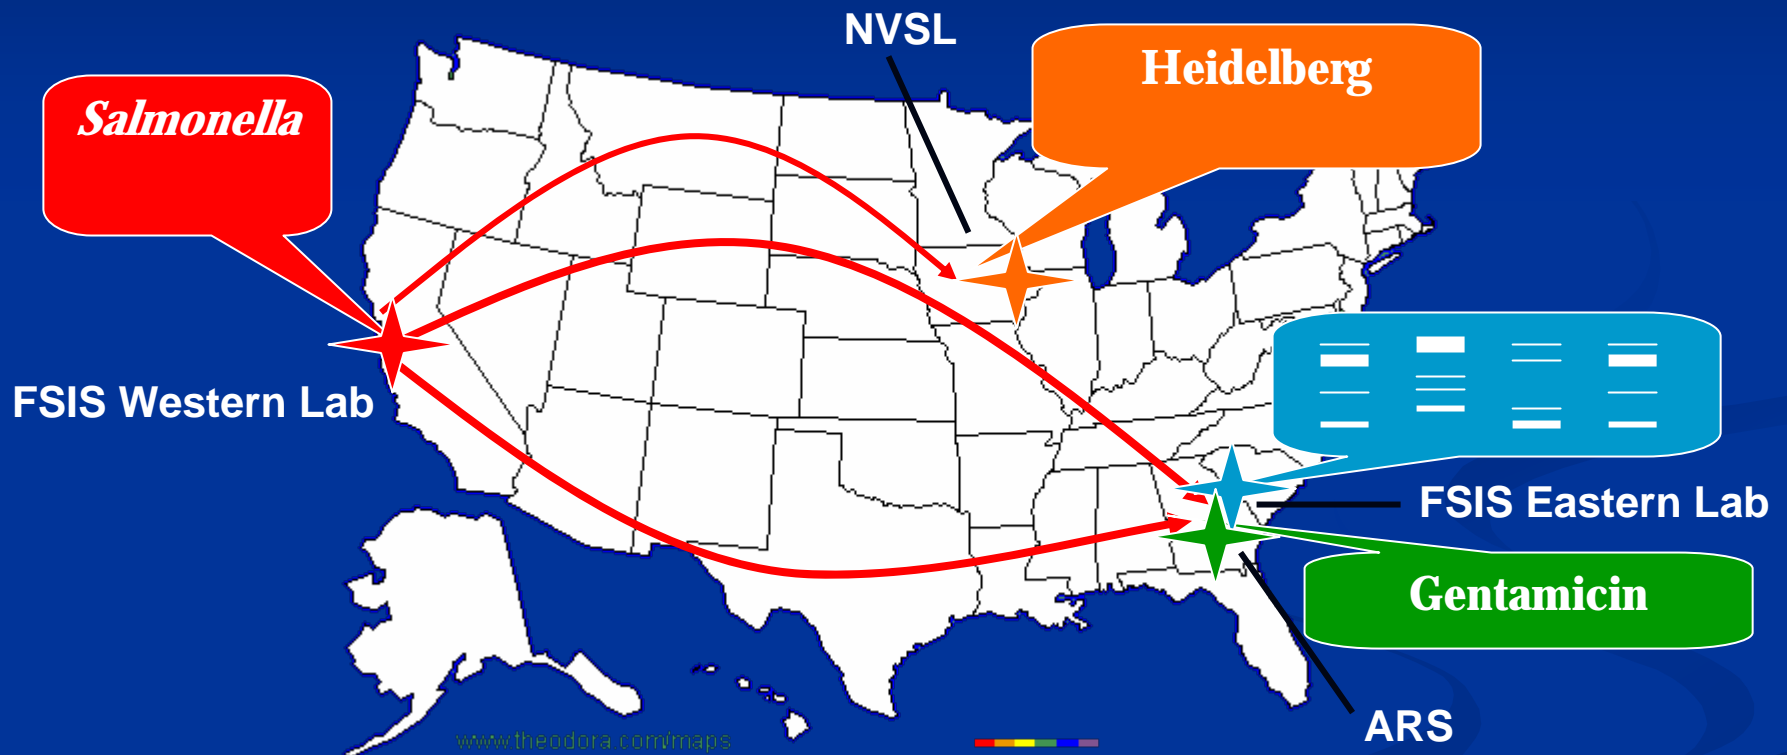 NVSL
Heidelberg
Salmonella
FSIS Western Lab
FSIS Eastern Lab
Gentamicin
ARS
www.theodora.com/maps